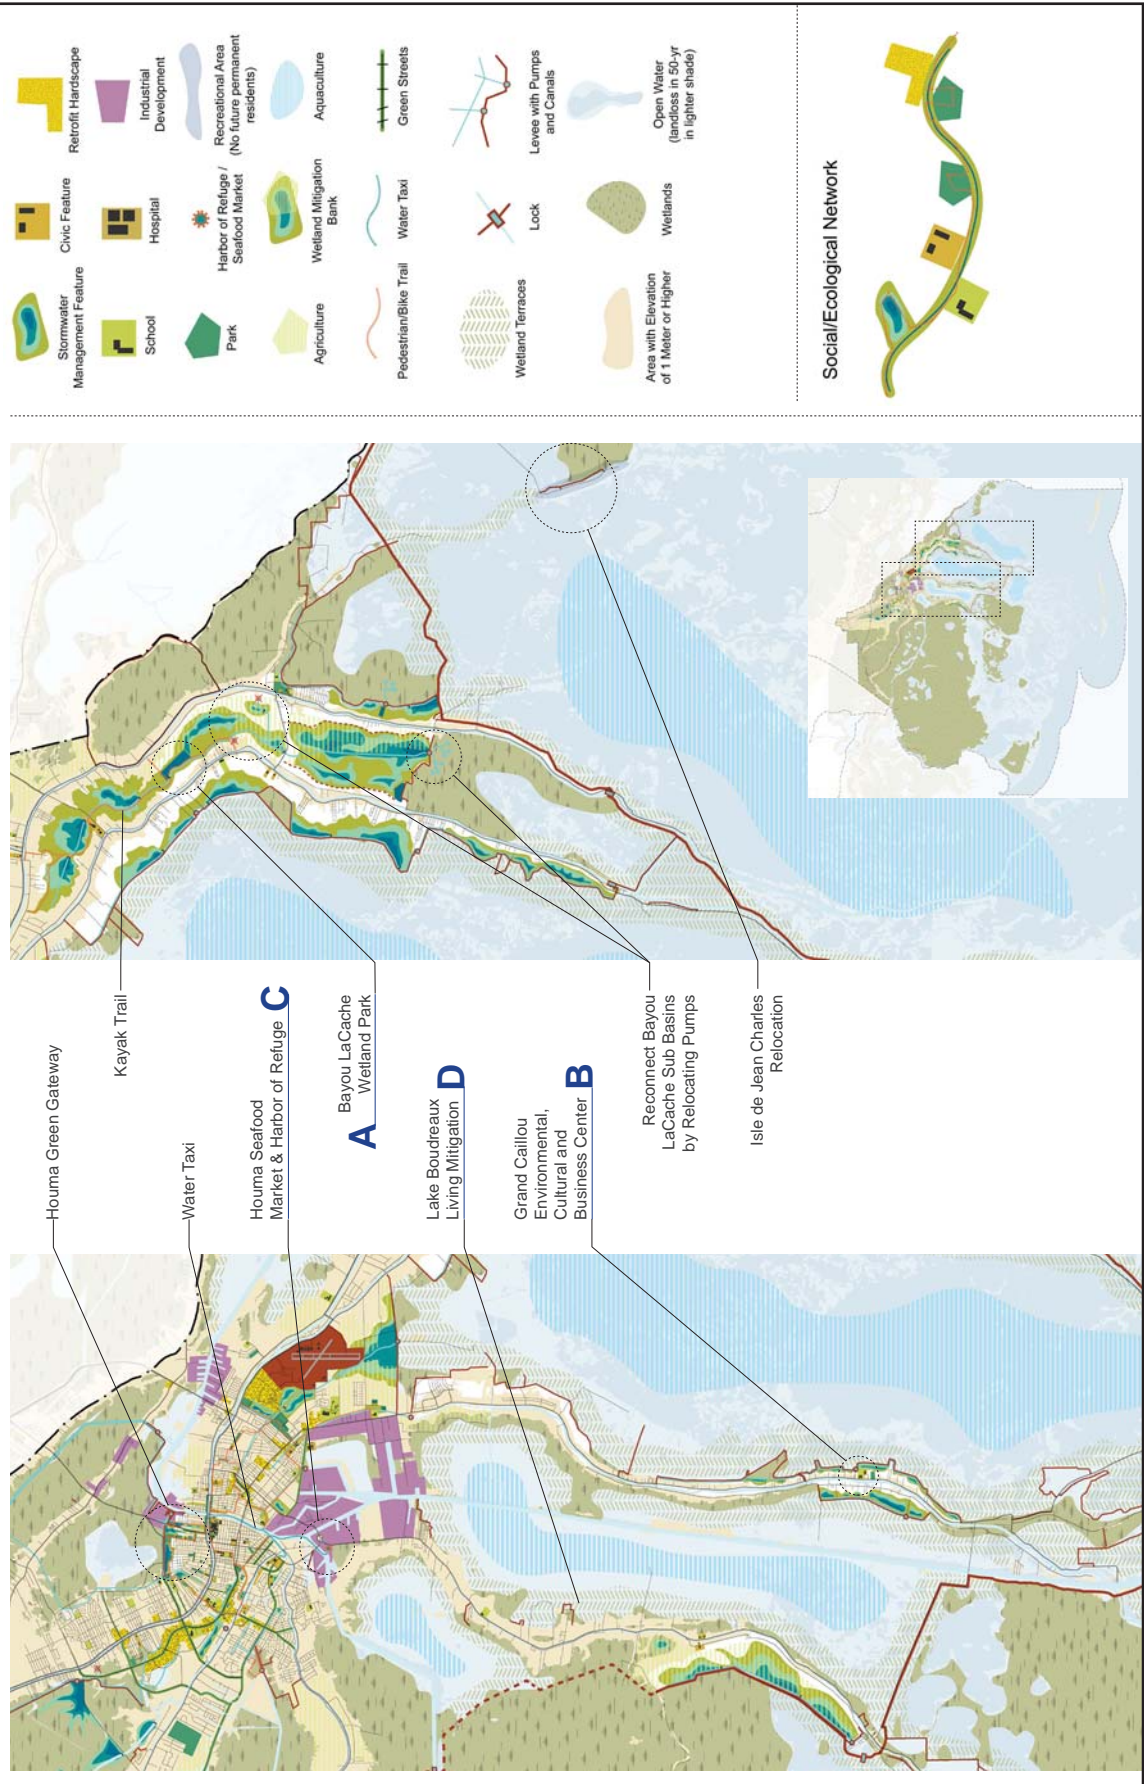 Houma Green Gateway
Kayak Trail
Water Taxi
Houma Seafood
Market & Harbor of Refuge
C
Bayou LaCache
Wetland Park
A
Lake Boudreaux
Living Mitigation
D
Grand Caillou
Environmental,
Cultural and
Business Center
B
Reconnect Bayou
LaCache Sub Basins
by Relocating Pumps
Isle de Jean Charles
Relocation
Stormwater
Management Feature
Civic Feature
Retrofit Hardscape
School
Hospital
Industrial
Development
Park
Harbor of Refuge /
Seafood Market
Recreational Area
(No future permanent
residents)
Agriculture
Wetland Mitigation
Bank
Aquaculture
Pedestrian/Bike Trail
Water Taxi
Green Streets
Wetland Terraces
Lock
Levee with Pumps
and Canals
Area with Elevation
of 1 Meter or Higher
Wetlands
Open Water
(landloss in 50-yr
in lighter shade)
Social/Ecological Network